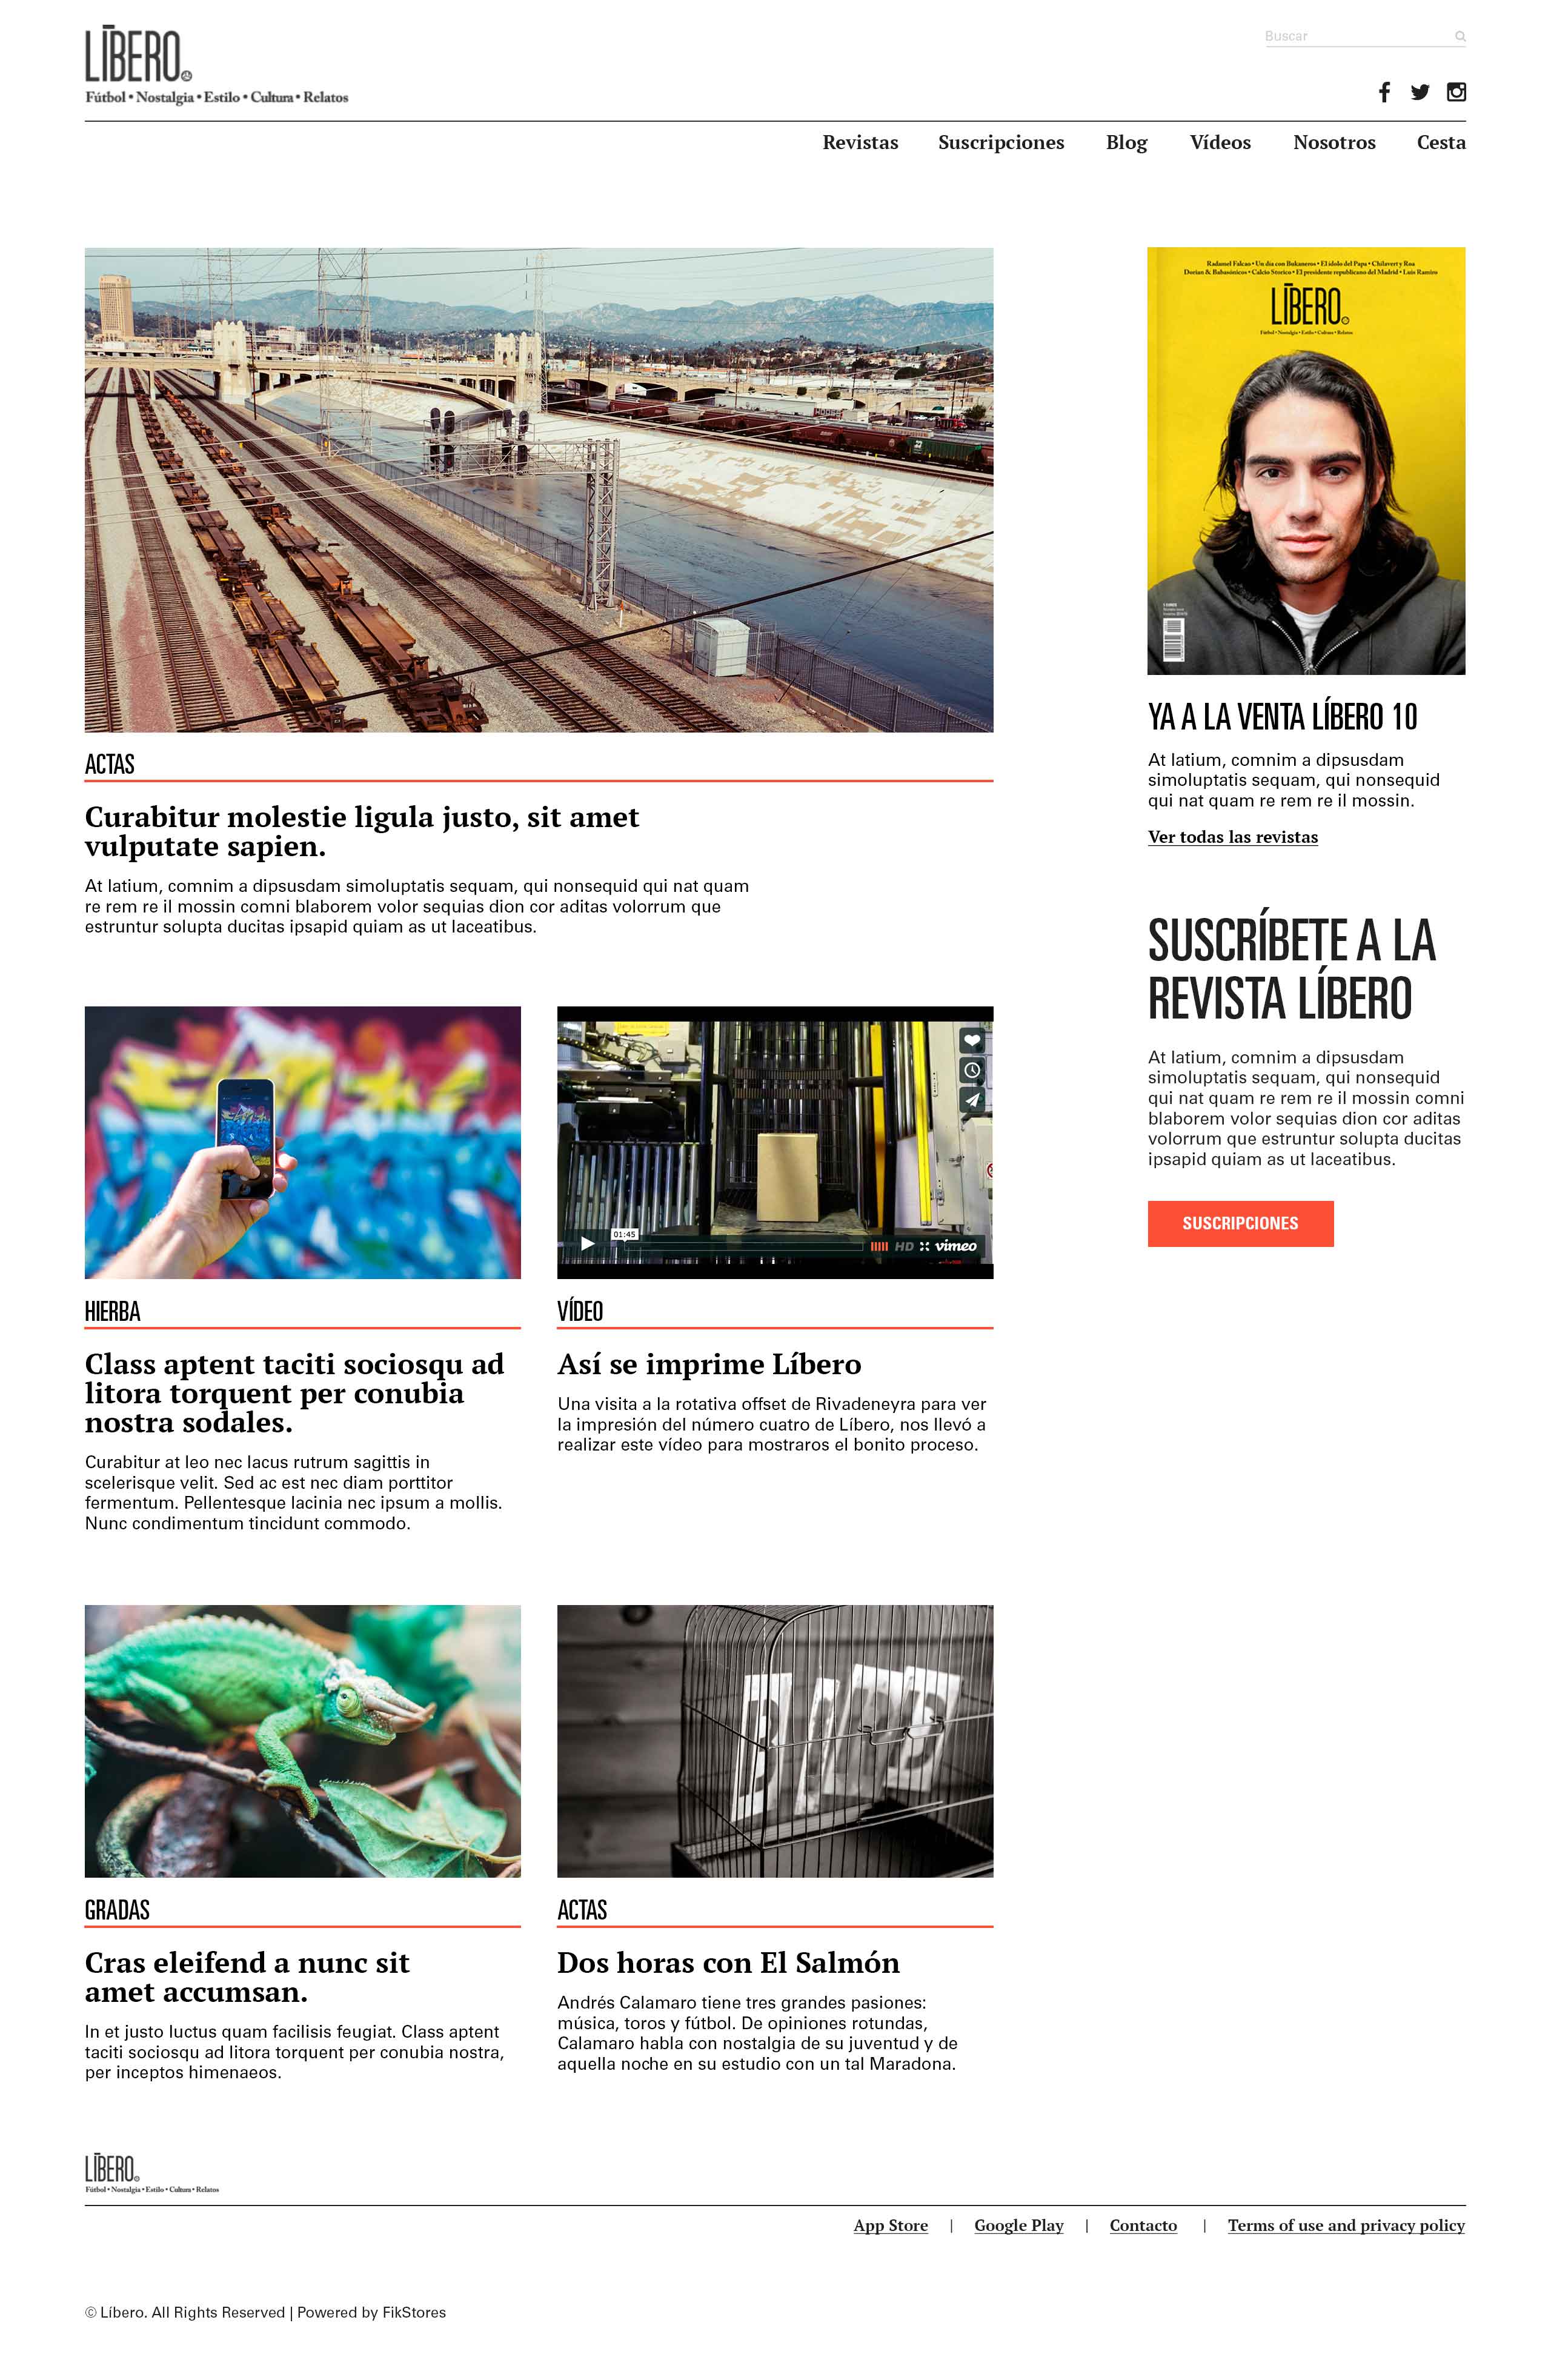 LÍBERO.
Fútbol • Nostalgia • Estilo • Cultura • Relatos
Buscar
Revistas Suscripciones Blog Vídeos Nosotros Cesta
ACTAS
Curabitur molestie ligula justo, sit amet
vulputate sapien.
At latium, comnim a dipsusdam simoluptatis sequam, qui nonsequid qui nat quam
re rem re il mossin comni blaborem volor sequias dion cor aditas volorrum que
estruntur solupta ducitas ipsapid quiam as ut laceatibus.
Radamel Falcao • Un día con Bukaneros • El ídolo del Papa • Chilavert y Roa
Dorian & Babasónicos • Calcio Storico • El presidente republicano del Madrid • Luis Ramiro
LÍBERO.
Fútbol • Nostalgia • Estilo • Cultura • Relatos
YA A LA VENTA LÍBERO 10
At latium, comnim a dipsusdam
simoluptatis sequam, qui nonsequid
qui nat quam re rem re il mossin.
Ver todas las revistas
SUSCRÍBETE A LA
REVISTA LÍBERO
At latium, comnim a dipsusdam
simoluptatis sequam, qui nonsequid
qui nat quam re rem re il mossin comni
blaborem volor sequias dion cor aditas
volorrum que estruntur solupta ducitas
ipsapid quiam as ut laceatibus.
SUSCRIPCIONES
HIERBA
Class aptent taciti sociosqu ad
litora torquent per conubia
nostra sodales.
Curabitur at leo nec lacus rutrum sagittis in
scelerisque velit. Sed ac est nec diam porttitor
fermentum. Pellentesque lacinia nec ipsum a mollis.
Nunc condimentum tincidunt commodo.
01:45
HD vimeo
VÍDEO
Así se imprime Líbero
Una visita a la rotativa offset de Rivadeneyra para ver
la impresión del número cuatro de Líbero, nos llevó a
realizar este vídeo para mostraros el bonito proceso.
GRADAS
Cras eleifend a nunc sit
amet accumsan.
In et justo luctus quam facilisis feugiat. Class aptent
taciti sociosqu ad litora torquent per conubia nostra,
per inceptos himenaeos.
BIRD
ACTAS
Dos horas con El Salmón
Andrés Calamaro tiene tres grandes pasiones:
música, toros y fútbol. De opiniones rotundas,
Calamaro habla con nostalgia de su juventud y de
aquella noche en su estudio con un tal Maradona.
LÍBERO.
Fútbol • Nostalgia • Estilo • Cultura • Relatos
App Store | Google Play | Contacto | Terms of use and privacy policy
© Líbero. All Rights Reserved | Powered by FikStores